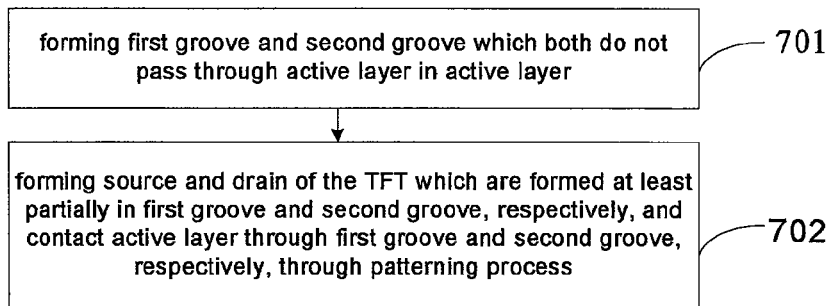 forming first groove and second groove which both do not
pass through active layer in active layer
701
forming source and drain of the TFT which are formed at least
partially in first groove and second groove, respectively, and
contact active layer through first groove and second groove,
respectively, through patterning process
702